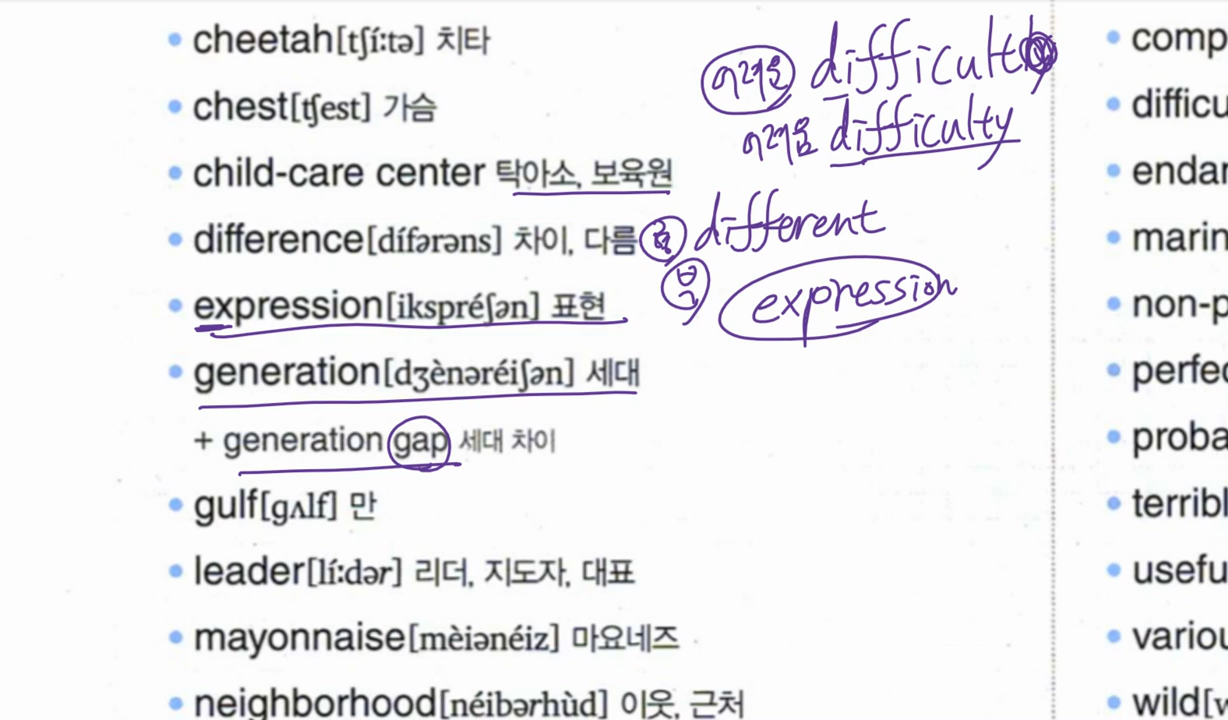 cheetah[tʃíːtə] 치타
chest[tʃest] 가슴
child-care center 탁아소, 보육원
difference[dífərəns] 차이, 다름
expression[ikspréʃən] 표현
generation[dʒènəréiʃən] 세대
+ generation gap 세대 차이
gulf[gʌlf] 만
leader[líːdər] 리더, 지도자, 대표
mayonnaise[mèiənéiz] 마요네즈
neighborhood[néibərhùd] 이웃, 근처
어려운 difficult
어려움 difficulty
형 different
expression
comp
difficu
endan
marin
non-p
perfec
proba
terribl
usefu
variou
wild[w